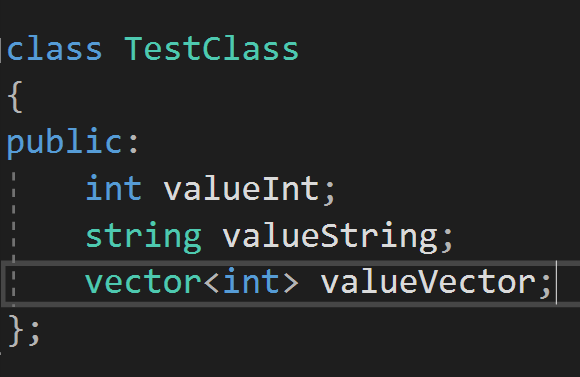 class TestClass
{
public:
    int valueInt;
    string valueString;
    vector<int> valueVector;
};